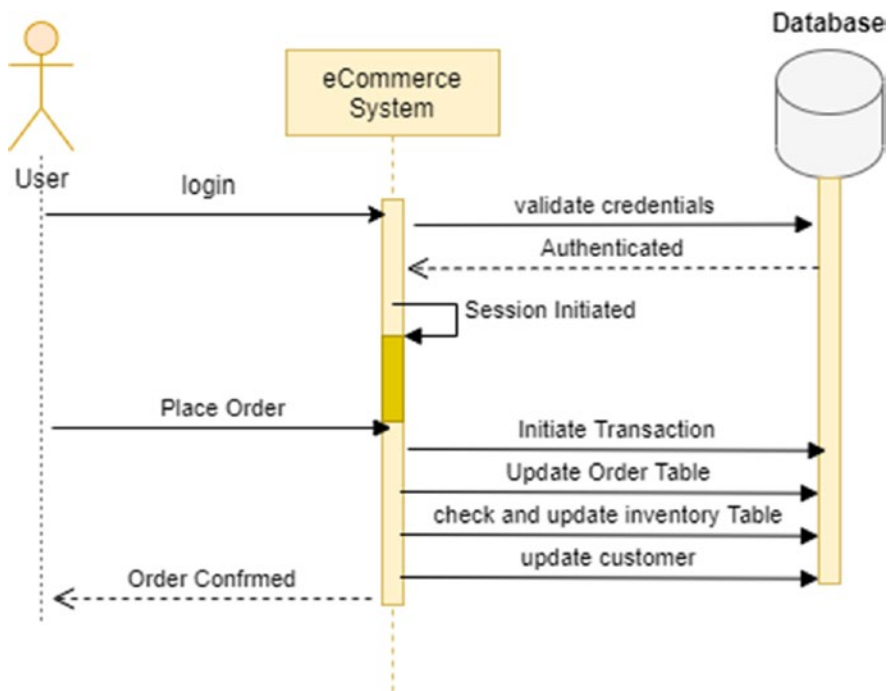 Database
eCommerce
System
User
login
validate credentials
Authenticated
Session Initiated
Place Order
Initiate Transaction
Update Order Table
check and update inventory Table
update customer
Order Confrmed